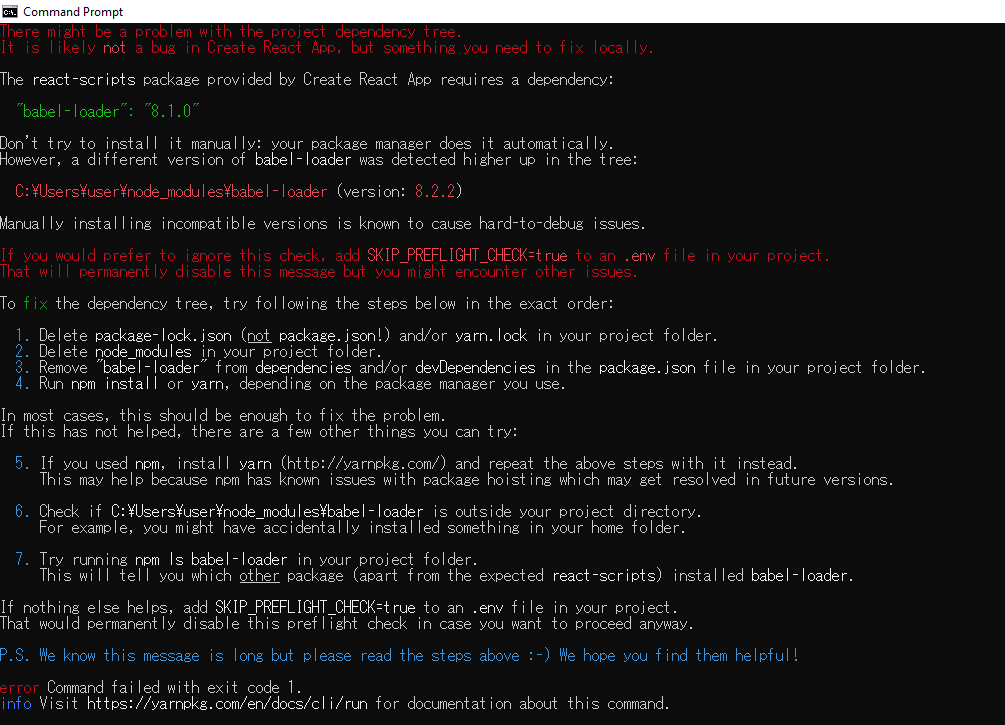 Command Prompt
There might be a problem with the project dependency tree.
It is likely not a bug in Create React App, but something you need to fix locally.
The react-scripts package provided by Create React App requires a dependency:
"babel-loader": "8.1.0"
Don't try to install it manually: your package manager does it automatically.
However, a different version of babel-loader was detected higher up in the tree:
C:¥Users¥user¥node_modules¥babel-loader (version: 8.2.2)
Manually installing incompatible versions is known to cause hard-to-debug issues.
If you would prefer to ignore this check, add SKIP_PREFLIGHT_CHECK=true to an .env file in your project.
That will permanently disable this message but you might encounter other issues.
To fix the dependency tree, try following the steps below in the exact order:
1. Delete package-lock.json (not package.json!) and/or yarn.lock in your project folder.
2. Delete node_modules in your project folder.
3. Remove "babel-loader" from dependencies and/or devDependencies in the package.json file in your project folder.
4. Run npm install or yarn, depending on the package manager you use.
In most cases, this should be enough to fix the problem.
If this has not helped, there are a few other things you can try:
5. If you used npm, install yarn (http://yarnpkg.com/) and repeat the above steps with it instead.
This may help because npm has known issues with package hoisting which may get resolved in future versions.
6. Check if C:¥Users¥user¥node_modules¥babel-loader is outside your project directory.
For example, you might have accidentally installed something in your home folder.
7. Try running npm ls babel-loader in your project folder.
This will tell you which other package (apart from the expected react-scripts) installed babel-loader.
If nothing else helps, add SKIP_PREFLIGHT_CHECK=true to an .env file in your project.
That would permanently disable this preflight check in case you want to proceed anyway.
P.S. We know this message is long but please read the steps above :-) We hope you find them helpful!
error Command failed with exit code 1.
info Visit https://yarnpkg.com/en/docs/cli/run for documentation about this command.